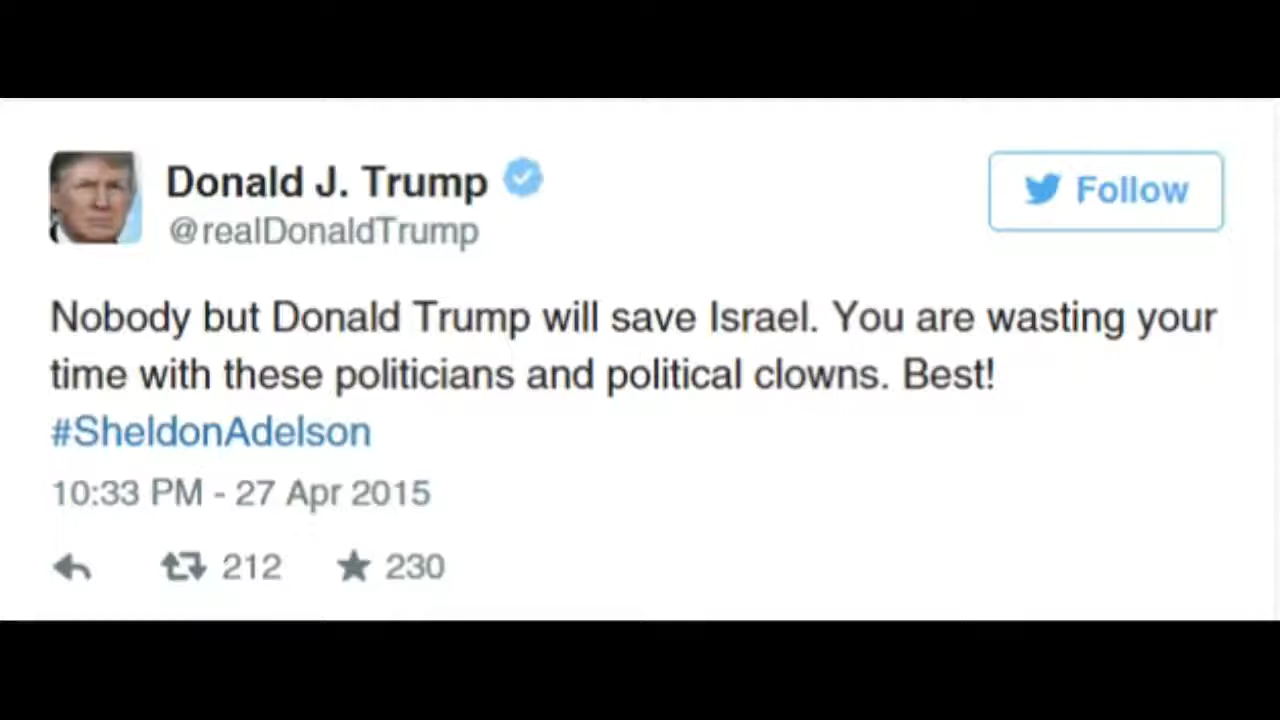 Donald J. Trump
@realDonaldTrump
Follow
Nobody but Donald Trump will save Israel. You are wasting your
time with these politicians and political clowns. Best!
#SheldonAdelson
10:33 PM - 27 Apr 2015
212 230